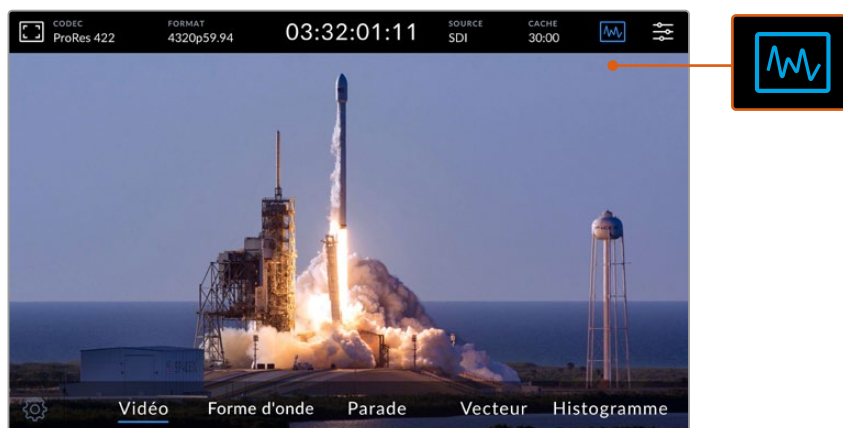 CODEC
ProRes 422
FORMAT
4320p59.94
03:32:01:11
SOURCE
SDI
CACHE
30:00
Vidéo Forme d'onde Parade Vecteur Histogramme